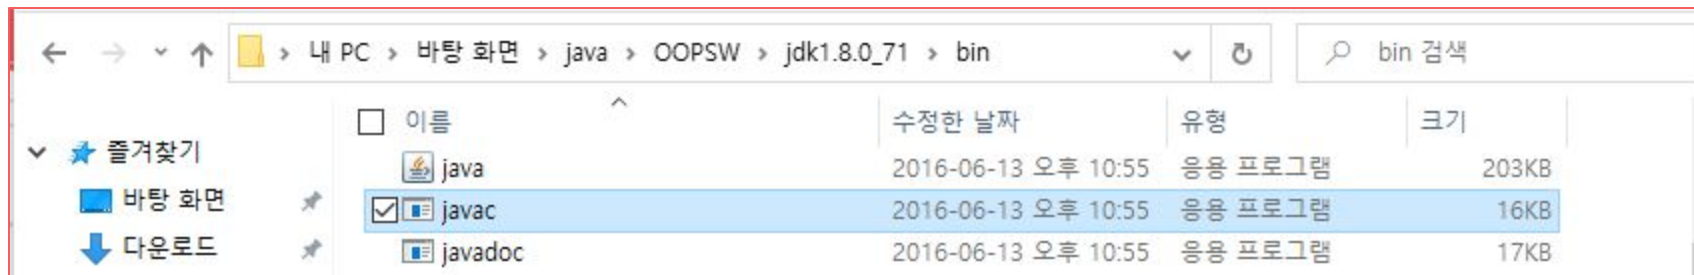 내 PC > 바탕 화면 > java > OOPSW > jdk1.8.0_71 > bin
bin 검색
이름 수정한 날짜 유형 크기
즐겨찾기
java 2016-06-13 오후 10:55 응용 프로그램 203KB
바탕 화면
javac 2016-06-13 오후 10:55 응용 프로그램 16KB
다운로드
javadoc 2016-06-13 오후 10:55 응용 프로그램 17KB